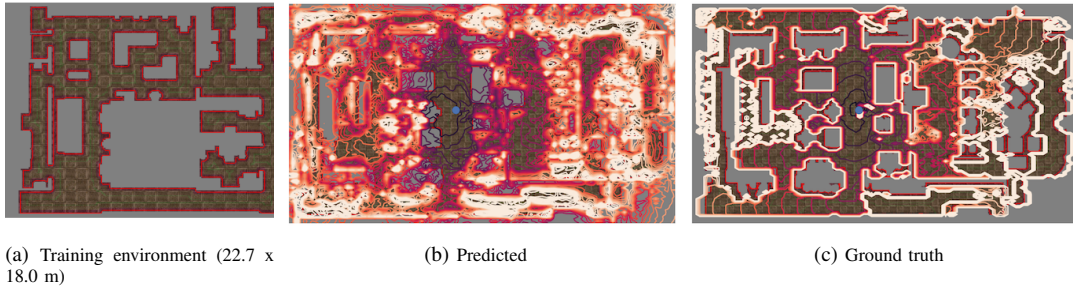 (a) Training environment (22.7 x
18.0 m)
(b) Predicted
(c) Ground truth